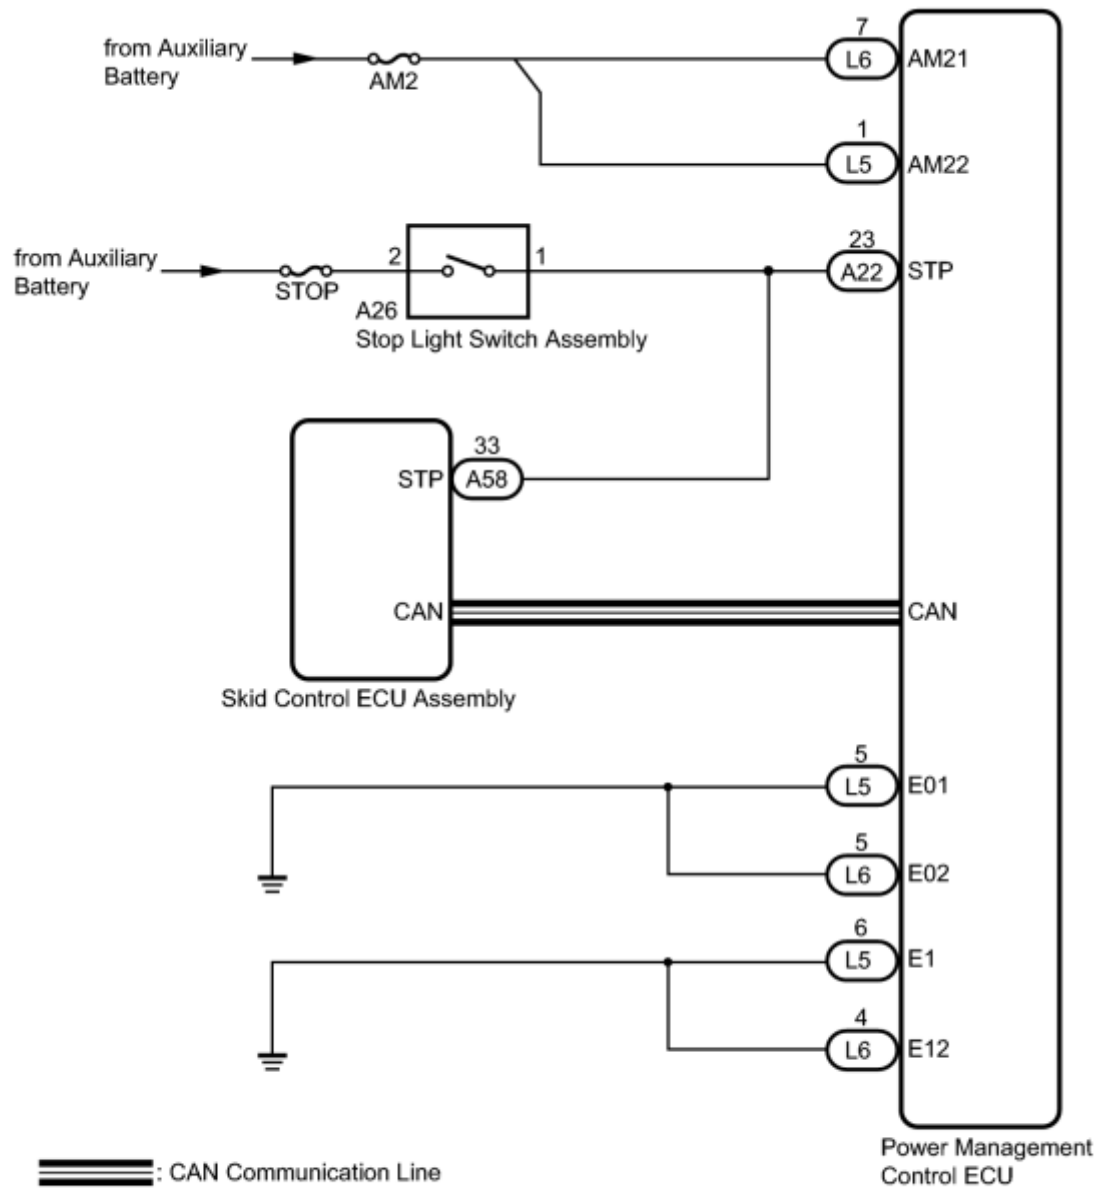 from Auxiliary
Battery
AM2
7
L6
AM21
1
L5
AM22
from Auxiliary
Battery
STOP
2
1
A26
Stop Light Switch Assembly
23
A22
STP
STP
33
A58
CAN
CAN
Skid Control ECU Assembly
5
L5
E01
5
L6
E02
6
L5
E1
4
L6
E12
Power Management
Control ECU
: CAN Communication Line